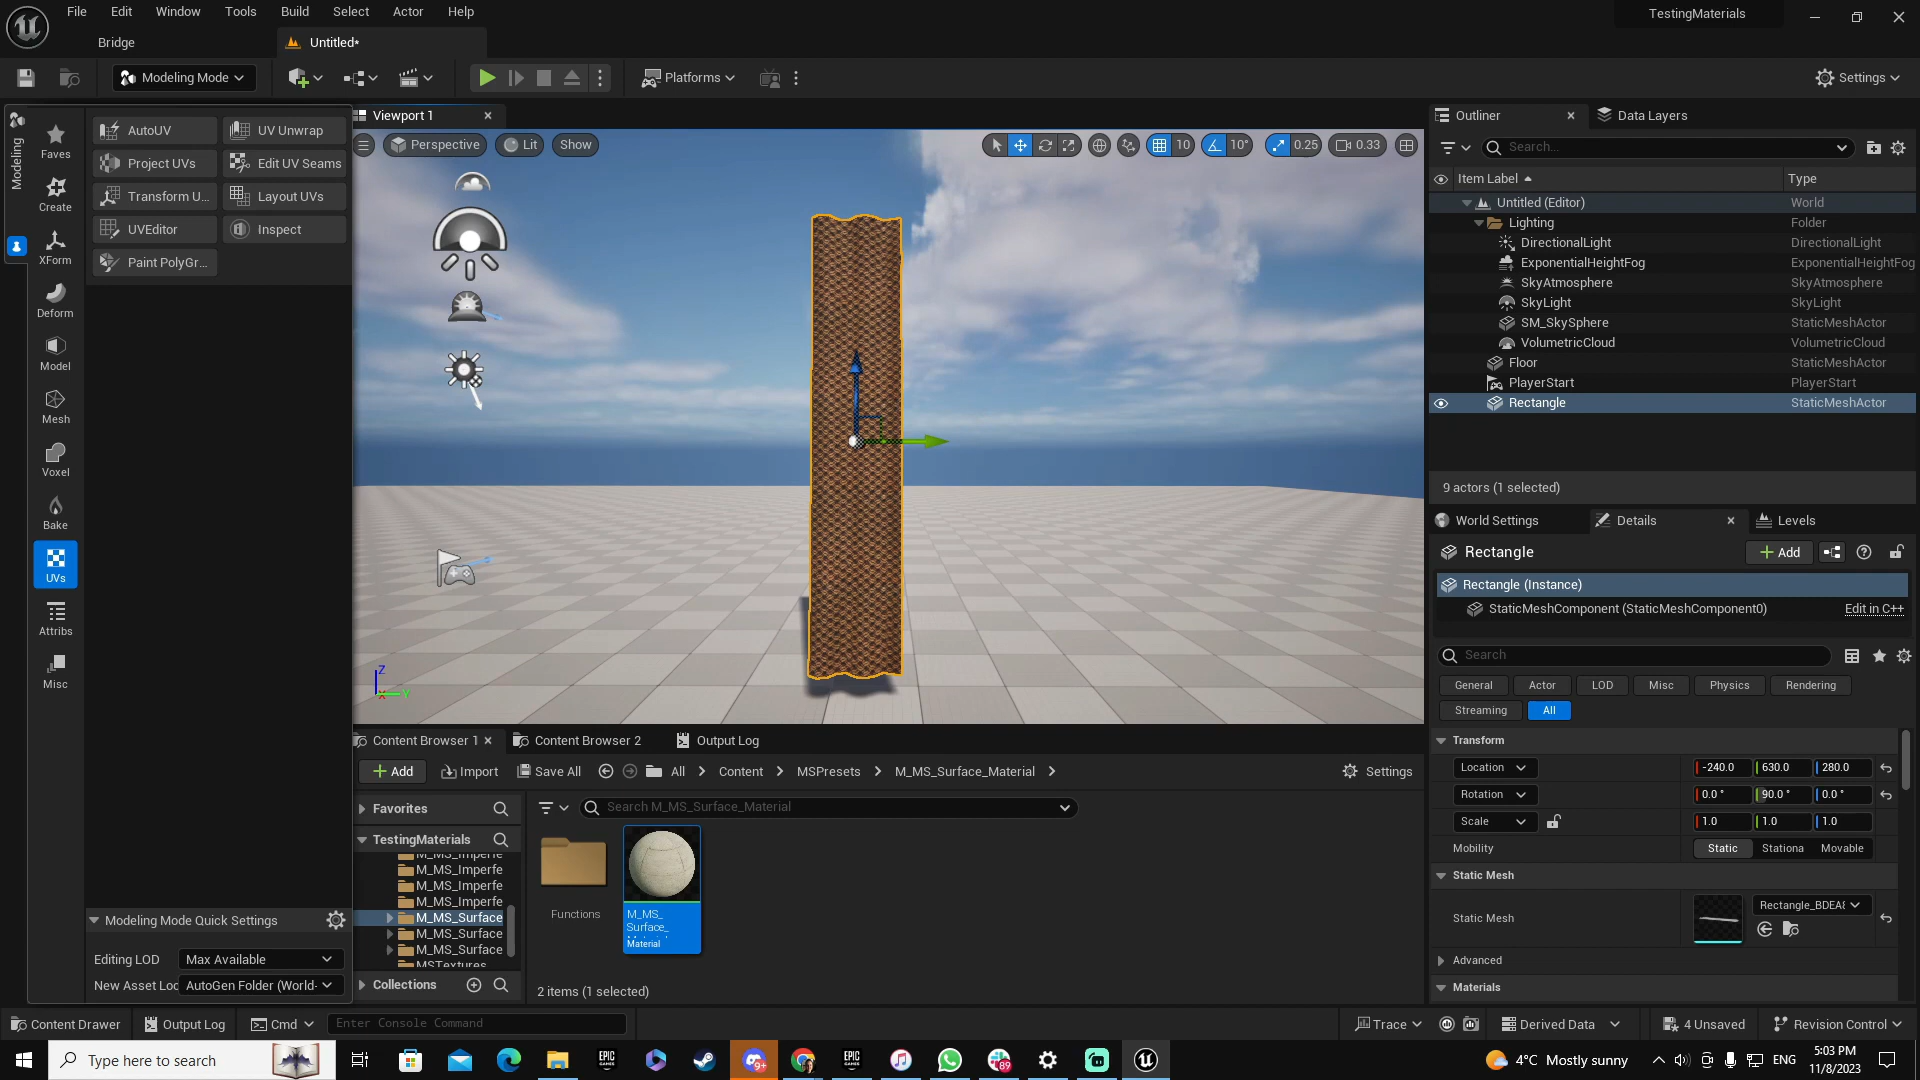 File Edit Window Tools Build Select Actor Help
TestingMaterials
Bridge
Untitled*
Modeling Mode
Platforms
Settings
Modeling
Faves
Create
XForm
Deform
Model
Mesh
Voxel
Bake
UVs
Attribs
Misc
AutoUV
UV Unwrap
Project UVs
Edit UV Seams
Transform U...
Layout UVs
UVEditor
Inspect
Paint PolyGr...
Modeling Mode Quick Settings
Editing LOD
Max Available
New Asset Loc
AutoGen Folder (World-
Viewport 1
Perspective
Lit
Show
10
10°
0.25
0.33
Z
X
Y
Outliner
Data Layers
Search...
Item Label
Type
Untitled (Editor)
World
Lighting
Folder
DirectionalLight
DirectionalLight
ExponentialHeightFog
ExponentialHeightFog
SkyAtmosphere
SkyAtmosphere
SkyLight
SkyLight
SM_SkySphere
StaticMeshActor
VolumetricCloud
VolumetricCloud
Floor
StaticMeshActor
PlayerStart
PlayerStart
Rectangle
StaticMeshActor
9 actors (1 selected)
World Settings
Details
Levels
Rectangle
Add
Rectangle (Instance)
StaticMeshComponent (StaticMeshComponent0)
Edit in C++
Search
General
Actor
LOD
Misc
Physics
Rendering
Streaming
All
Transform
Location
-240.0
630.0
280.0
Rotation
0.0 °
90.0 °
0.0 °
Scale
1.0
1.0
1.0
Mobility
Static
Stationa
Movable
Static Mesh
Static Mesh
Advanced
Materials
Content Browser 1
Content Browser 2
Output Log
Add
Import
Save All
All
Content
MSPresets
M_MS_Surface_Material
Settings
Favorites
Search M_MS_Surface_Material
TestingMaterials
M_MS_Imperfe
M_MS_Imperfe
M_MS_Imperfe
M_MS_Imperfe
M_MS_Surface
M_MS_Surface
M_MS_Surface
MSTextures
Collections
Functions
M_MS_
Surface_
Material
2 items (1 selected)
Content Drawer
Output Log
Cmd
Enter Console Command
Trace
Derived Data
4 Unsaved
Revision Control
Type here to search
EPIC
GAMES
9+
EPIC
GAMES
89
4°C Mostly sunny
ENG
5:03 PM
11/8/2023